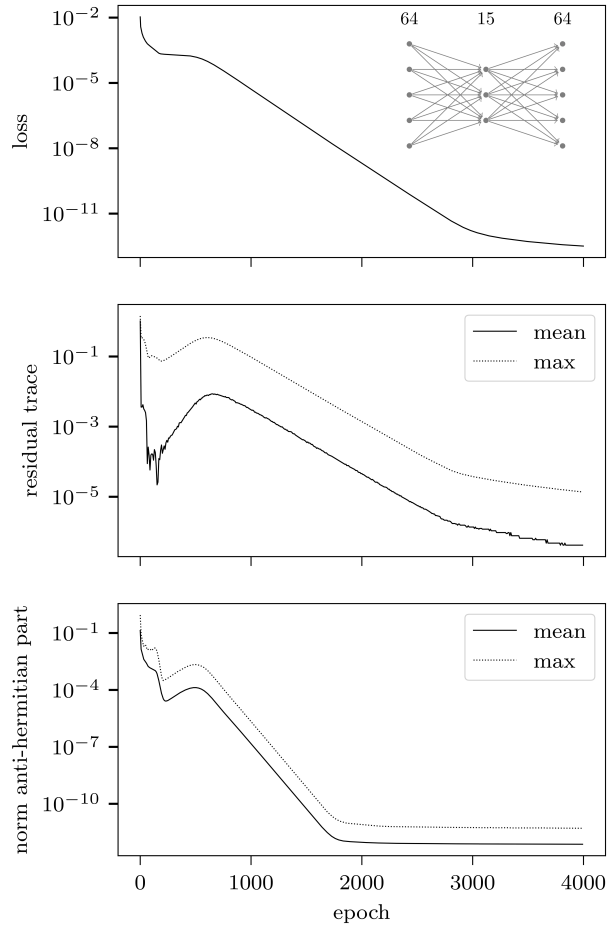 64 15 64
10⁻²
10⁻⁵
10⁻⁸
10⁻¹¹
loss
mean
max
10⁻¹
10⁻³
10⁻⁵
residual trace
mean
max
10⁻¹
10⁻⁴
10⁻⁷
10⁻¹⁰
norm anti-hermitian part
0 1000 2000 3000 4000
epoch